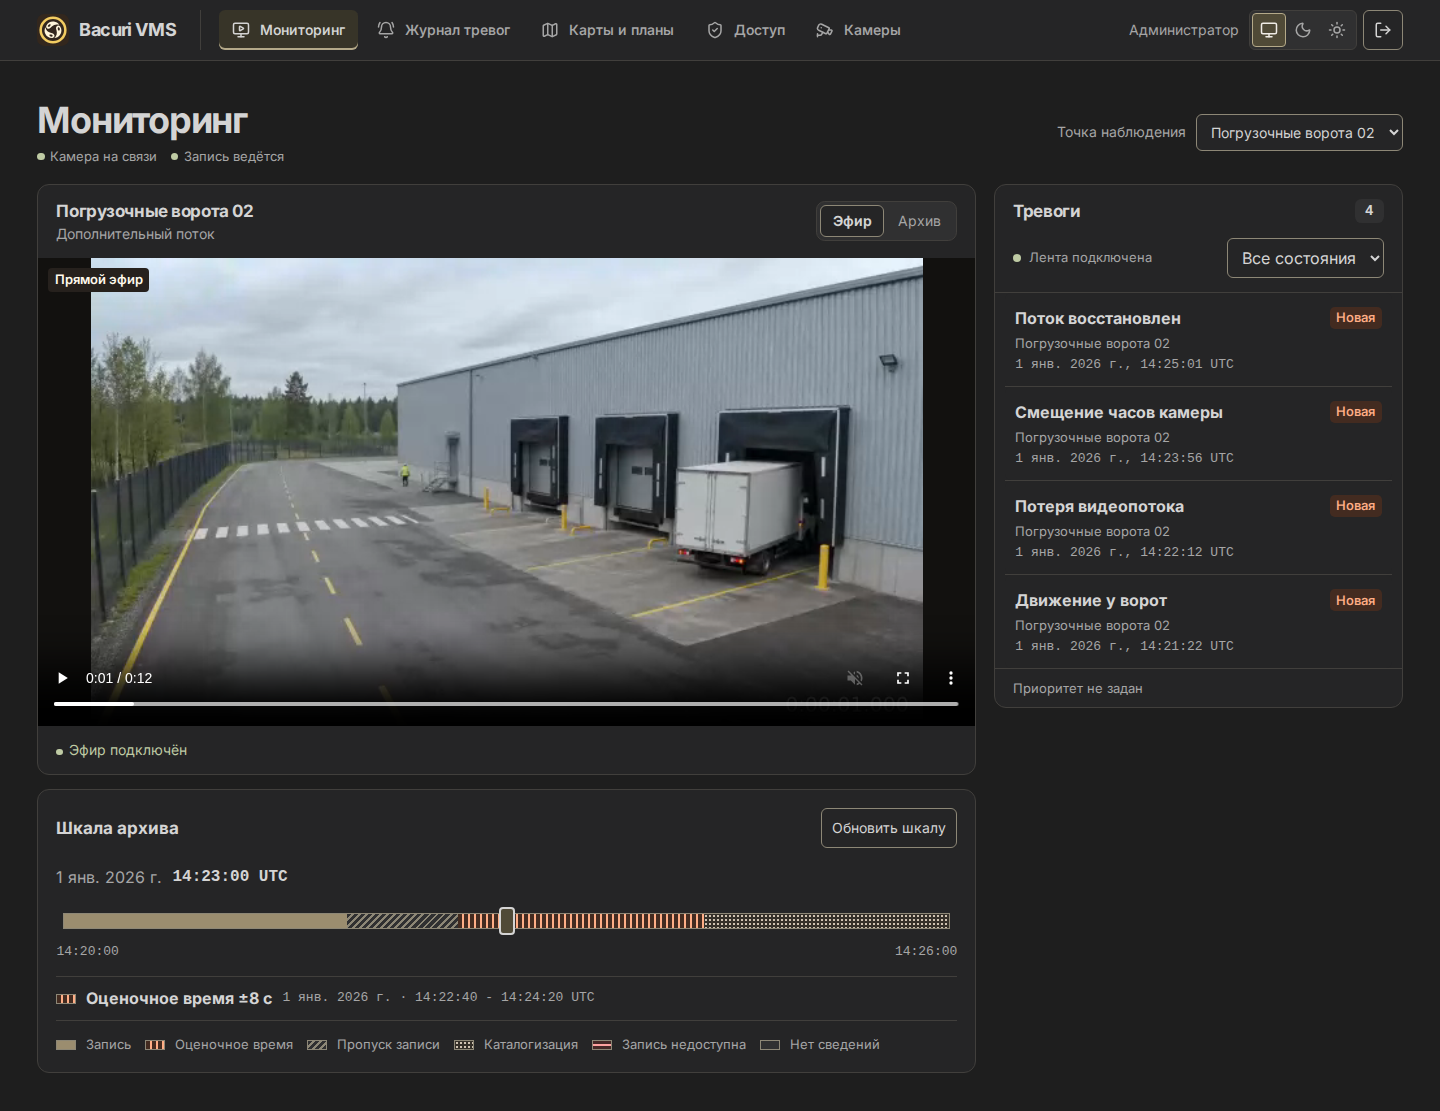 Bacuri VMS
Мониторинг
Журнал тревог
Карты и планы
Доступ
Камеры
Администратор
Мониторинг
Камера на связи
Запись ведётся
Точка наблюдения
Погрузочные ворота 02
Погрузочные ворота 02
Дополнительный поток
Эфир
Архив
Прямой эфир
0:01 / 0:12
Эфир подключён
Тревоги
4
Лента подключена
Все состояния
Поток восстановлен
Новая
Погрузочные ворота 02
1 янв. 2026 г., 14:25:01 UTC
Смещение часов камеры
Новая
Погрузочные ворота 02
1 янв. 2026 г., 14:23:56 UTC
Потеря видеопотока
Новая
Погрузочные ворота 02
1 янв. 2026 г., 14:22:12 UTC
Движение у ворот
Новая
Погрузочные ворота 02
1 янв. 2026 г., 14:21:22 UTC
Приоритет не задан
Шкала архива
Обновить шкалу
1 янв. 2026 г. 14:23:00 UTC
14:20:00
14:26:00
Оценочное время ±8 с 1 янв. 2026 г. · 14:22:40 - 14:24:20 UTC
Запись
Оценочное время
Пропуск записи
Каталогизация
Запись недоступна
Нет сведений